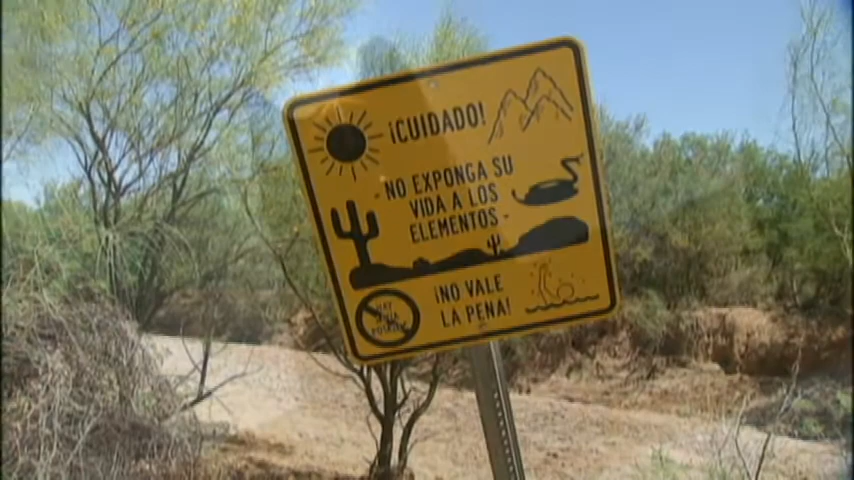 ¡CUIDADO!
NO EXPONGA SU
VIDA A LOS
ELEMENTOS
¡NO VALE
LA PENA!